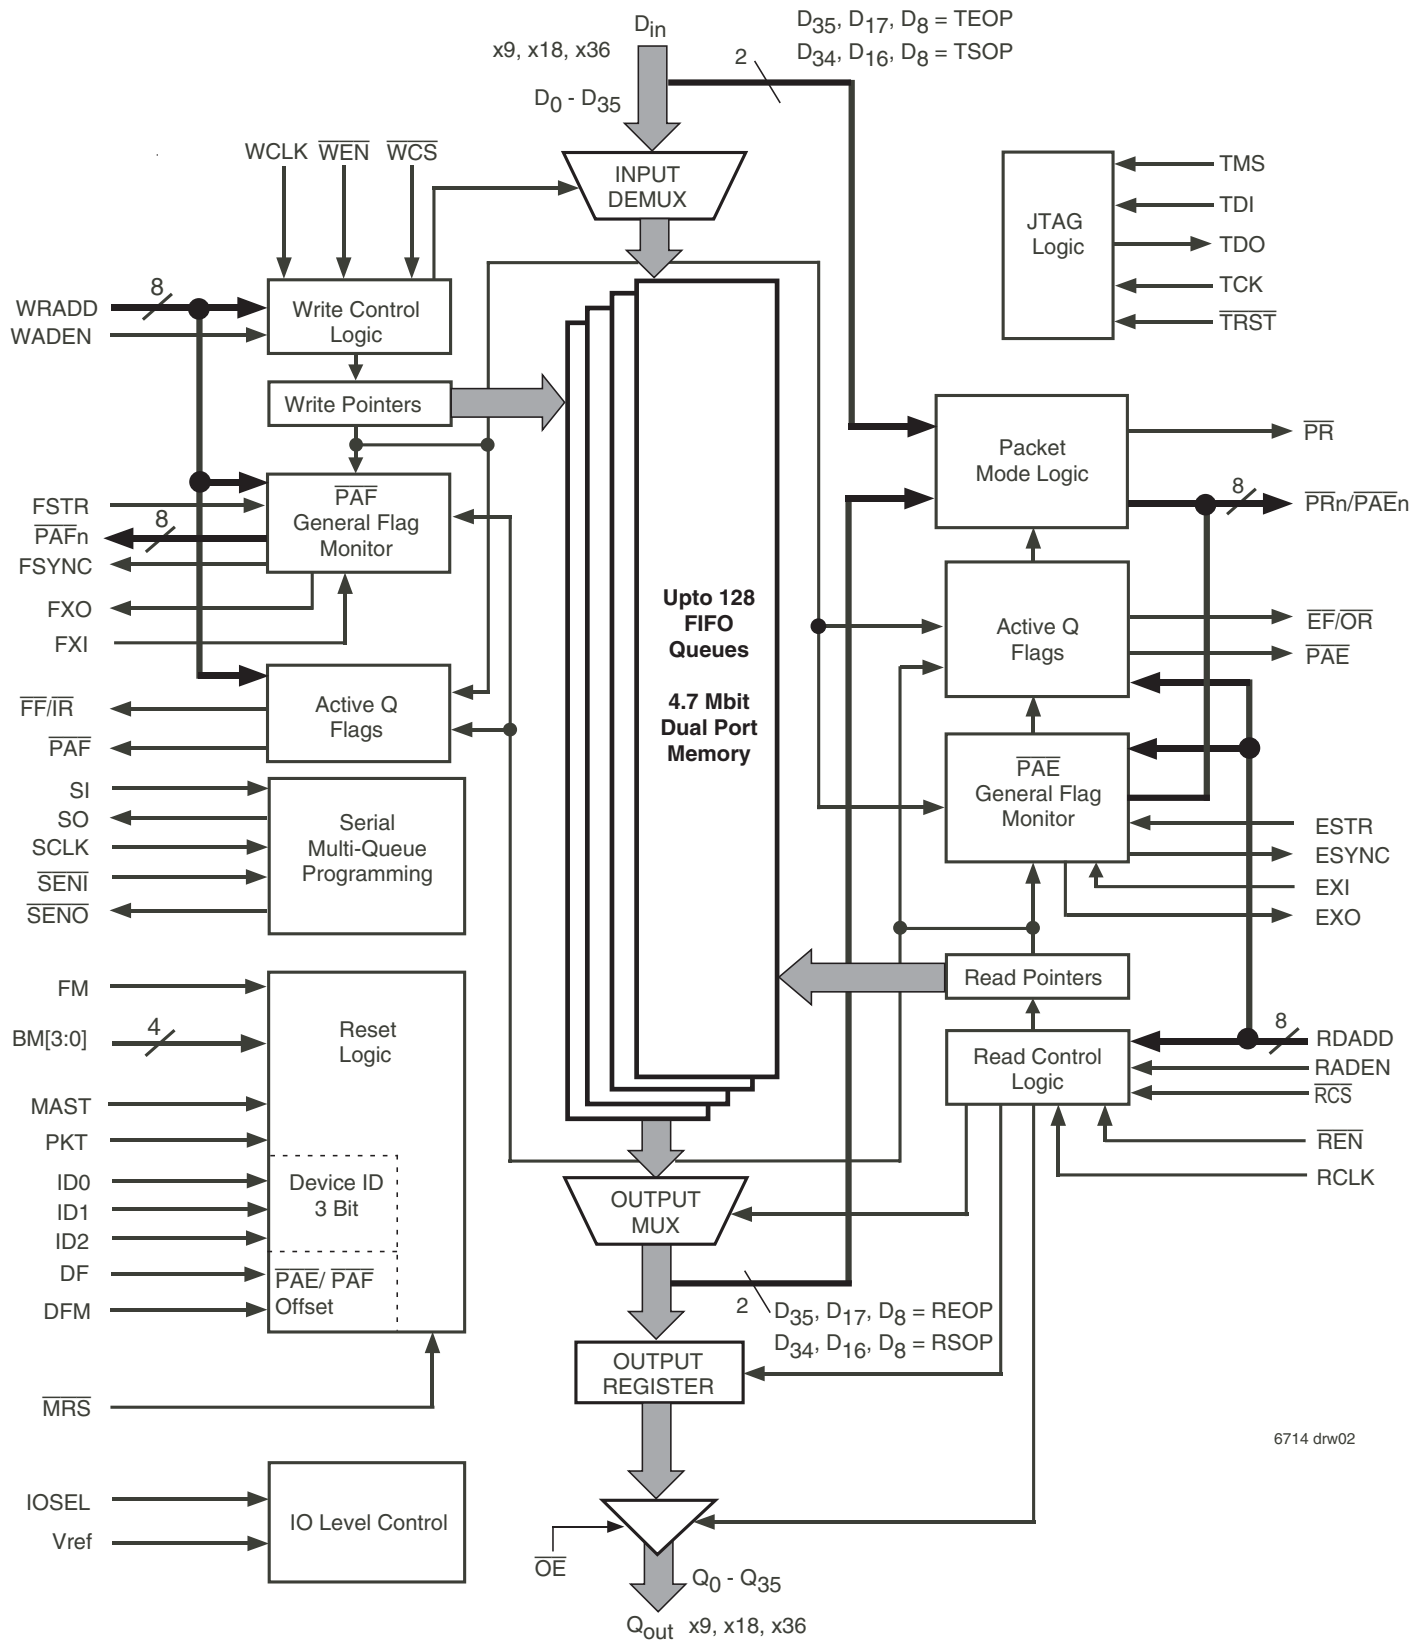 Din
x9, x18, x36
D0 - D35
2
D35, D17, D8 = TEOP
D34, D16, D8 = TSOP
WCLK
WEN
WCS
INPUT
DEMUX
JTAG
Logic
TMS
TDI
TDO
TCK
TRST
WRADD
8
WADEN
Write Control
Logic
Write Pointers
FSTR
PAFn
8
FSYNC
FXO
FXI
PAF
General Flag
Monitor
FF/IR
PAF
Active Q
Flags
SI
SO
SCLK
SENI
SENO
Serial
Multi-Queue
Programming
Upto 128
FIFO
Queues
4.7 Mbit
Dual Port
Memory
Packet
Mode Logic
PR
8
PRn/PAEn
Active Q
Flags
EF/OR
PAE
PAE
General Flag
Monitor
ESTR
ESYNC
EXI
EXO
Read Pointers
Read Control
Logic
8
RDADD
RADEN
RCS
REN
RCLK
FM
BM[3:0]
4
MAST
PKT
ID0
ID1
ID2
DF
DFM
MRS
Reset
Logic
Device ID
3 Bit
PAE/ PAF
Offset
OUTPUT
MUX
2
D35, D17, D8 = REOP
D34, D16, D8 = RSOP
OUTPUT
REGISTER
6714 drw02
IOSEL
Vref
IO Level Control
OE
Q0 - Q35
Qout x9, x18, x36